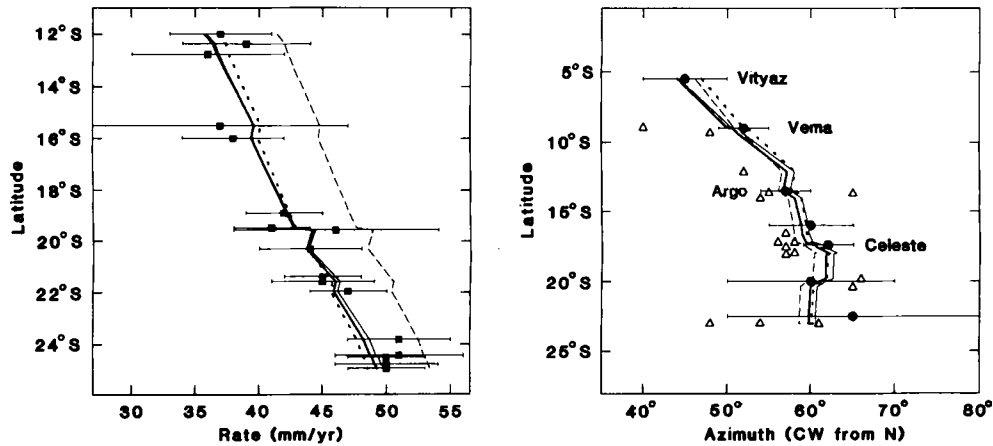 12°S
14°S
16°S
18°S
20°S
22°S
24°S
Latitude
30 35 40 45 50 55
Rate (mm/yr)
5°S
10°S
15°S
20°S
25°S
Latitude
Vityaz
Vema
Argo
Celeste
40° 50° 60° 70° 80°
Azimuth (CW from N)